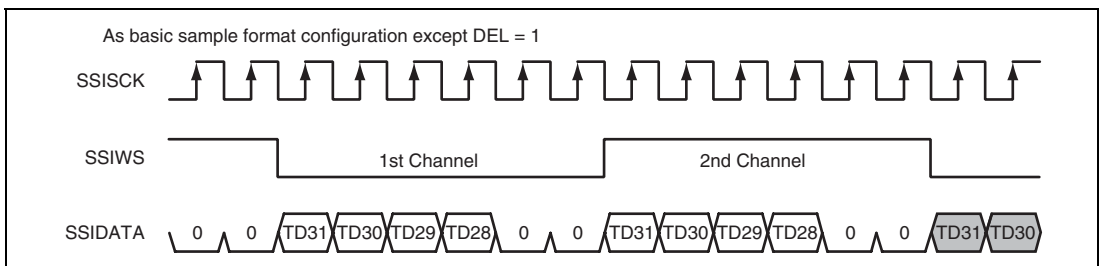 As basic sample format configuration except DEL = 1
SSISCK
SSIWS 1st Channel 2nd Channel
SSIDATA 0 0 TD31 TD30 TD29 TD28 0 0 TD31 TD30 TD29 TD28 0 0 TD31 TD30